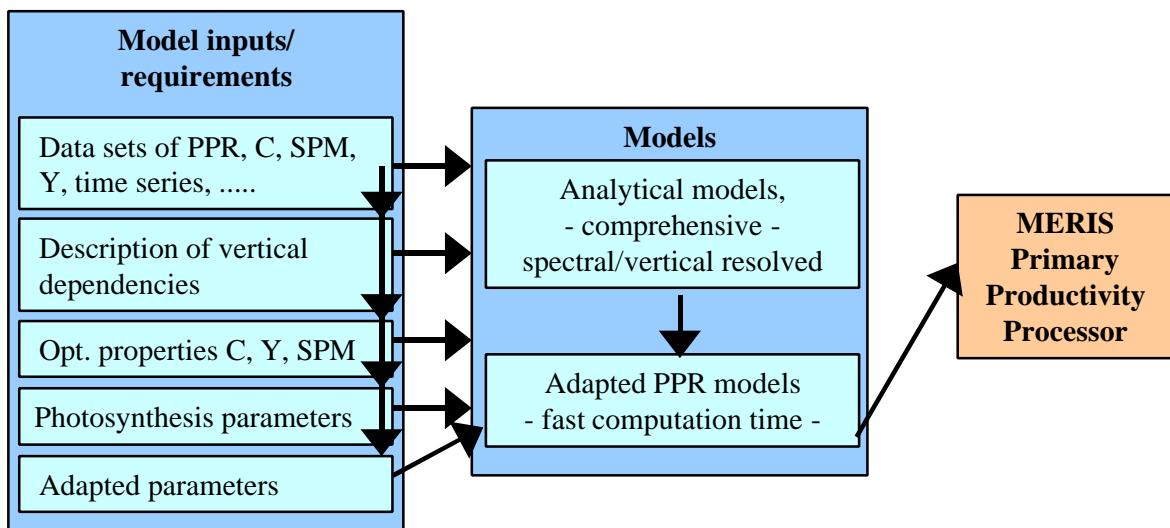 Model inputs/
requirements
Data sets of PPR, C, SPM,
Y, time series, .....
Description of vertical
dependencies
Opt. properties C, Y, SPM
Photosynthesis parameters
Adapted parameters
Models
Analytical models,
- comprehensive -
spectral/vertical resolved
Adapted PPR models
- fast computation time -
MERIS
Primary
Productivity
Processor